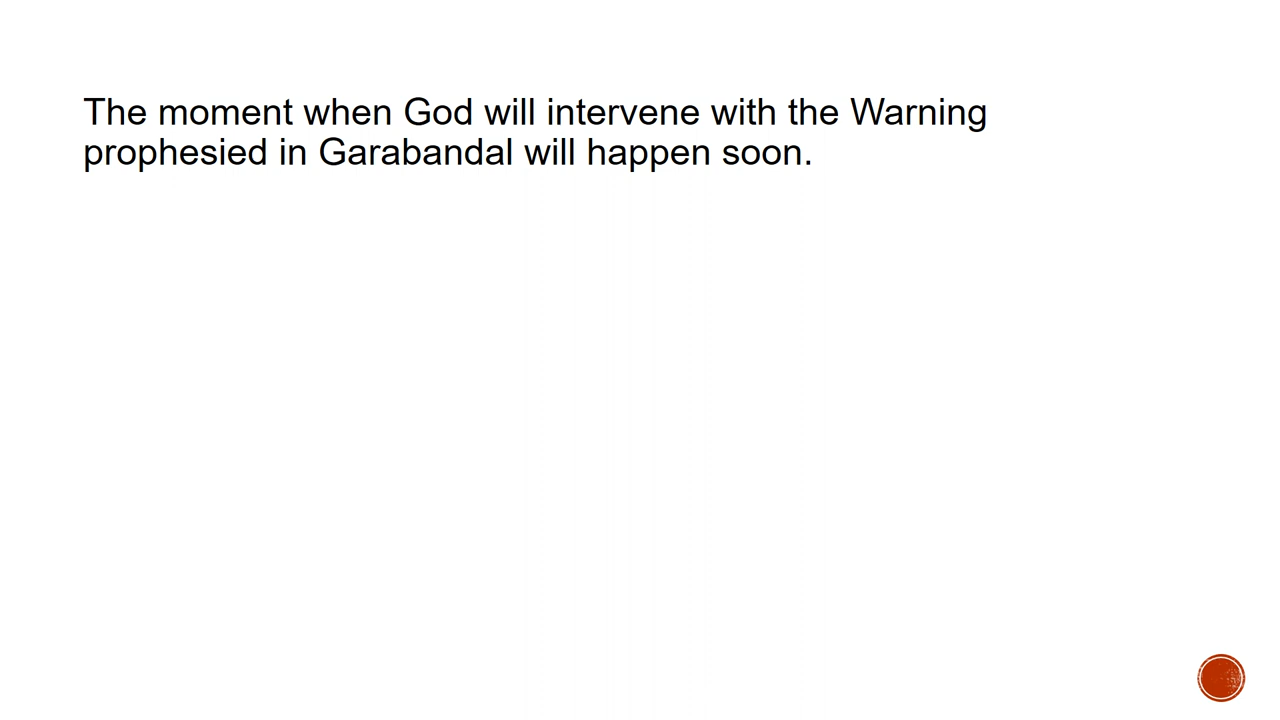 The moment when God will intervene with the Warning
prophesied in Garabandal will happen soon.